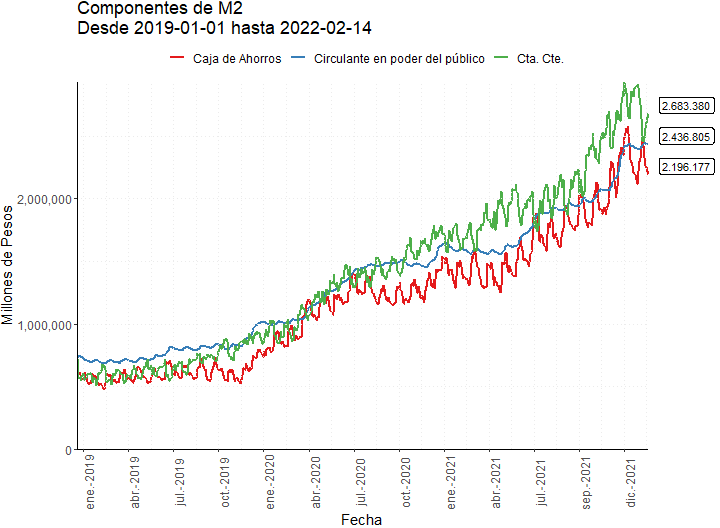 Componentes de M2
Desde 2019-01-01 hasta 2022-02-14
Caja de Ahorros Circulante en poder del público Cta. Cte.
2.683.380
2.436.805
2.196.177
2,000,000
1,000,000
0
Millones de Pesos
ene.-2019 abr.-2019 jul.-2019 oct.-2019 ene.-2020 abr.-2020 jul.-2020 oct.-2020 ene.-2021 abr.-2021 jul.-2021 sep.-2021 dic.-2021
Fecha